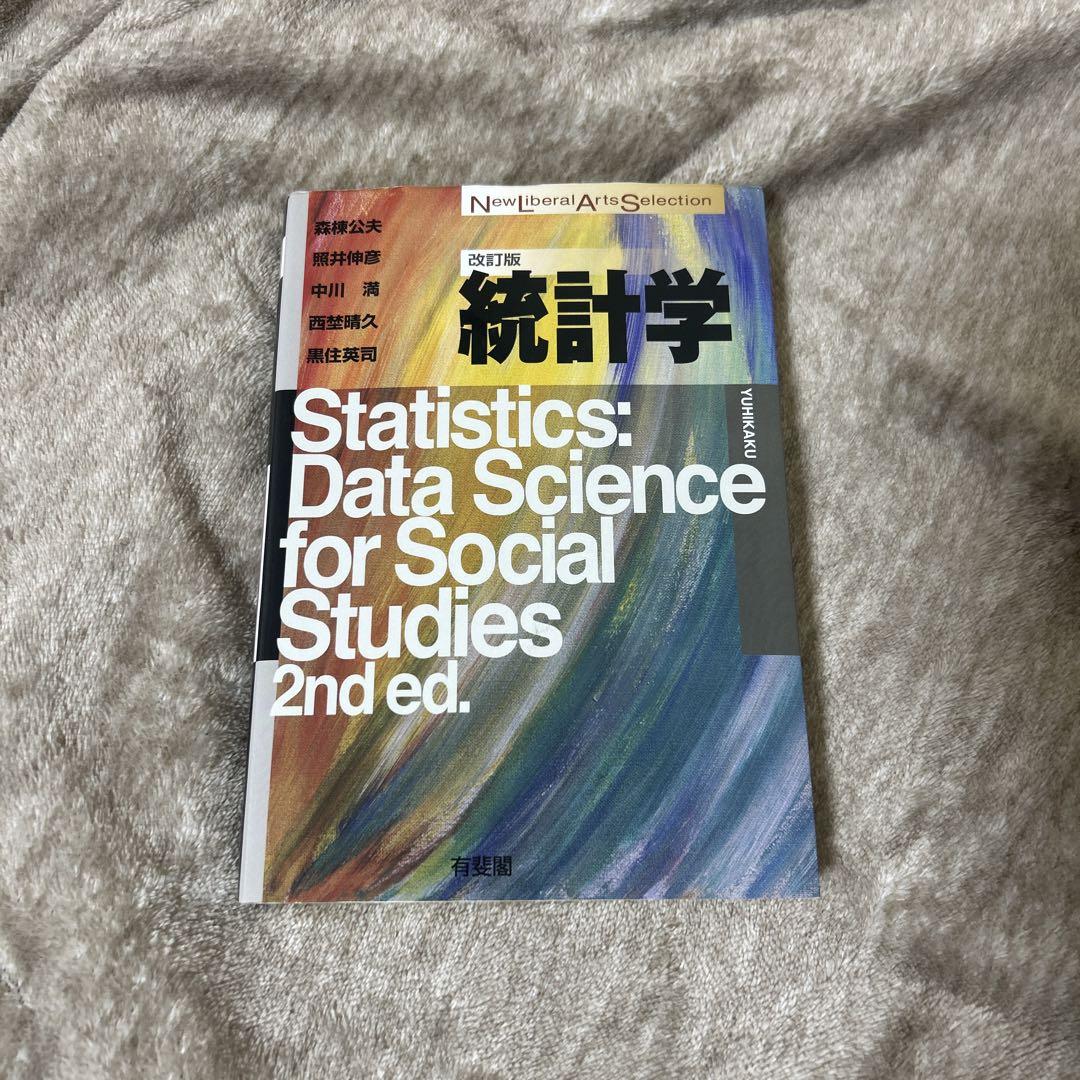 New Liberal Arts Selection
森棟公夫
照井伸彦
中川 満
西埜晴久
黒住英司
改訂版
統計学
Statistics:
Data Science
for Social
Studies
2nd ed.
YUHIKAKU
有斐閣